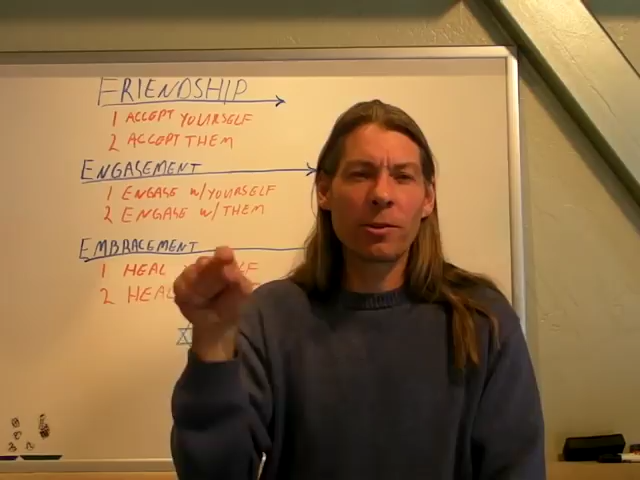 FRIENDSHIP
1 ACCEPT YOURSELF
2 ACCEPT THEM
ENGAGEMENT
1 ENGAGE W/YOURSELF
2 ENGAGE W/ THEM
EMBRACEMENT
1 HEAL
2 HEAL